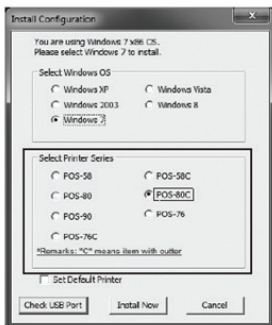 Install Configuration
You are using Windows 7 x86 OS.
Please select Windows 7 to install.
Select Windows OS
Windows XP
Windows Vista
Windows 2003
Windows 8
Windows 7
Select Printer Series
POS-58
POS-58C
POS-80
POS-80C
POS-90
POS-76
POS-76C
*Remarks: "C" means item with cutter
Set Default Printer
Check USB Port
Install Now
Cancel